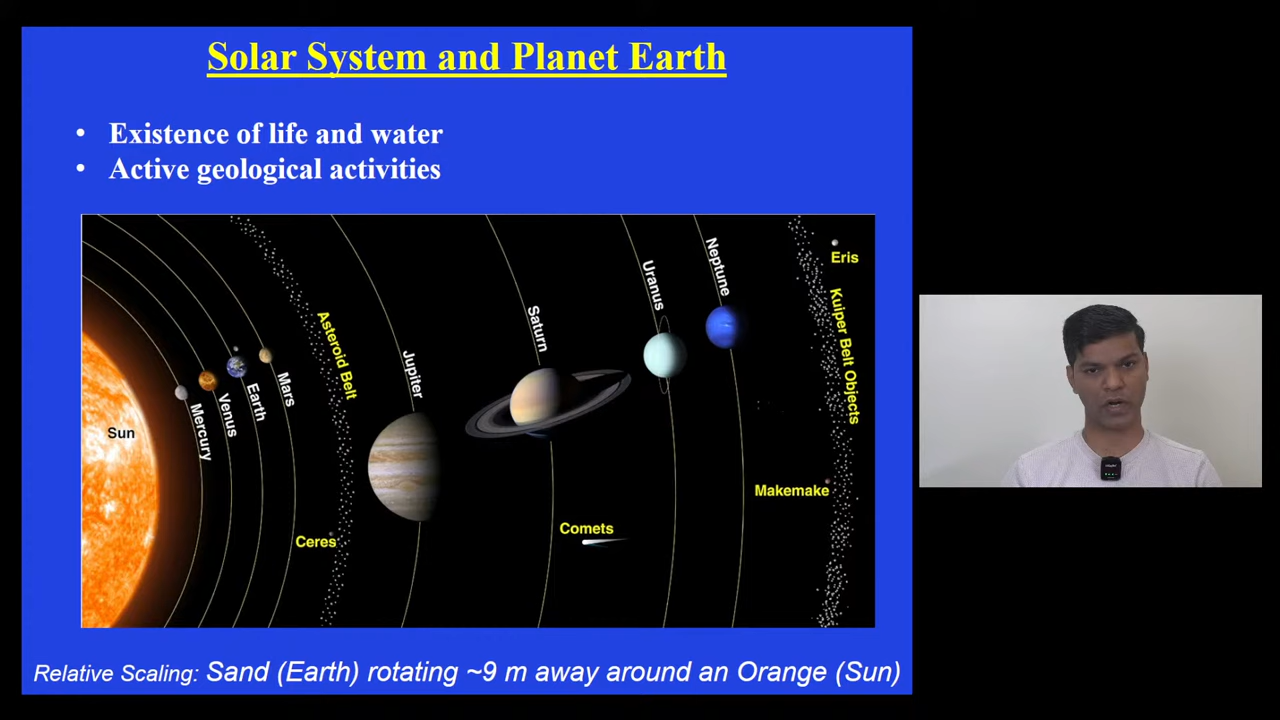 Solar System and Planet Earth
• Existence of life and water
• Active geological activities
Eris
Neptune
Uranus
Kuiper Belt Objects
Saturn
Asteroid Belt
Jupiter
Mars
Earth
Venus
Mercury
Sun
Makemake
Comets
Ceres
Relative Scaling: Sand (Earth) rotating ~9 m away around an Orange (Sun)